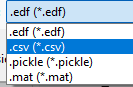 .edf (*.edf)
.edf (*.edf)
.csv (*.csv)
.pickle (*.pickle)
.mat (*.mat)